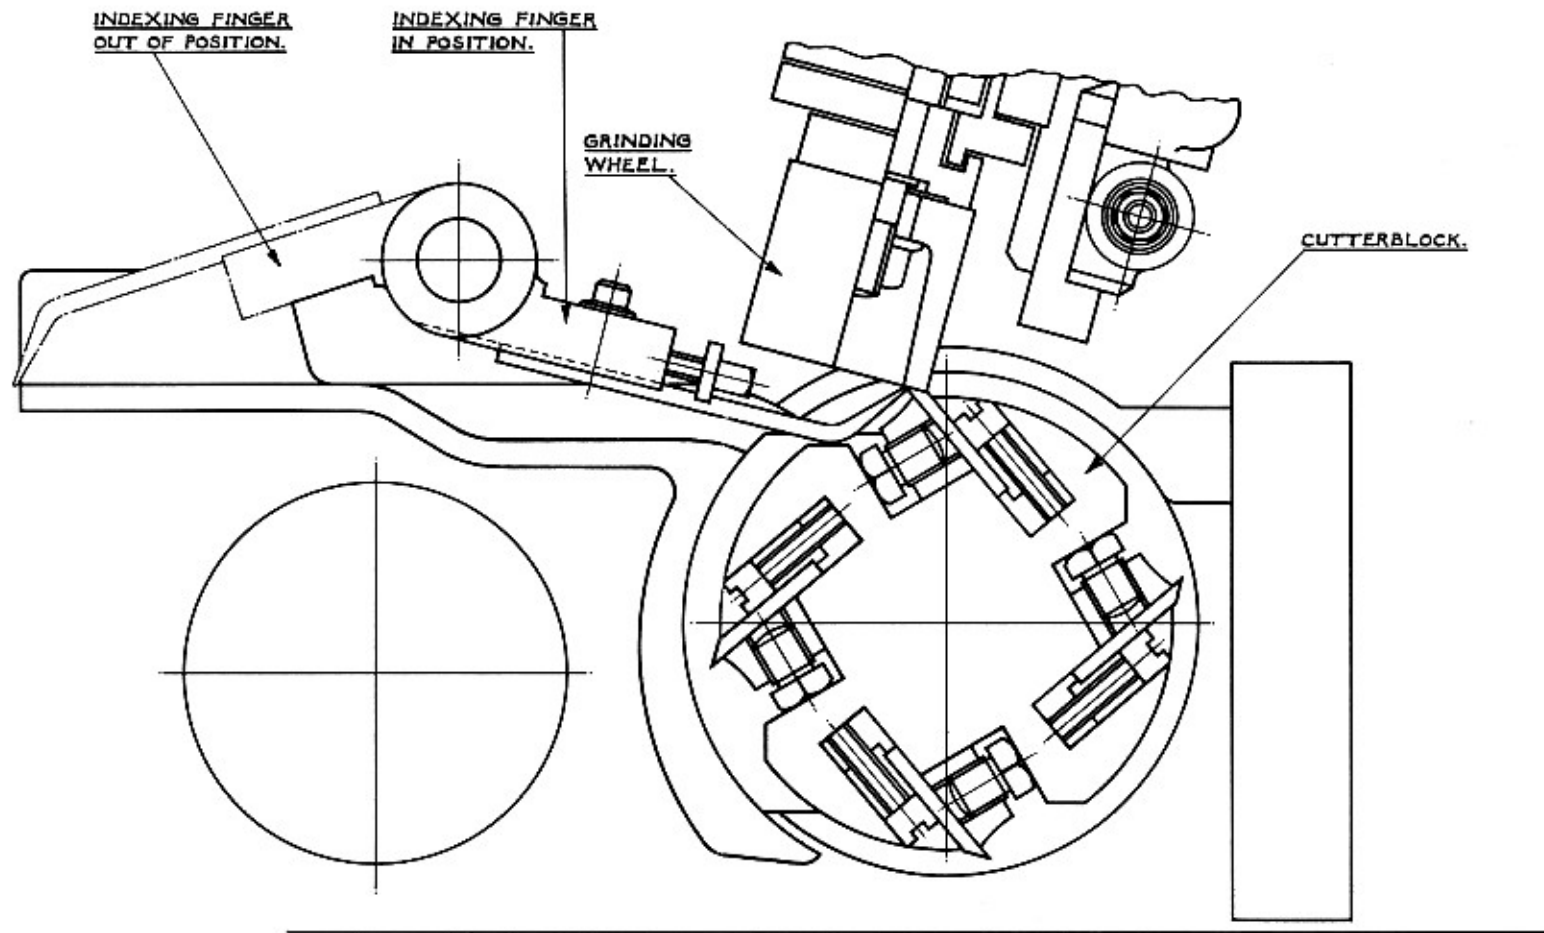 INDEXING FINGER
OUT OF POSITION.
INDEXING FINGER
IN POSITION.
GRINDING
WHEEL.
CUTTERBLOCK.